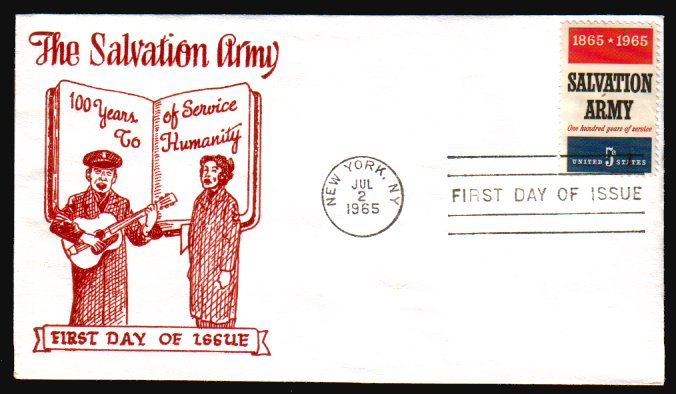 The Salvation Army
100 Years of Service
To Humanity
FIRST DAY OF ISSUE
NEW YORK, NY
JUL
2
1965
FIRST DAY OF ISSUE
1865 ★ 1965
SALVATION
ARMY
One hundred years of service
UNITED 5c STATES